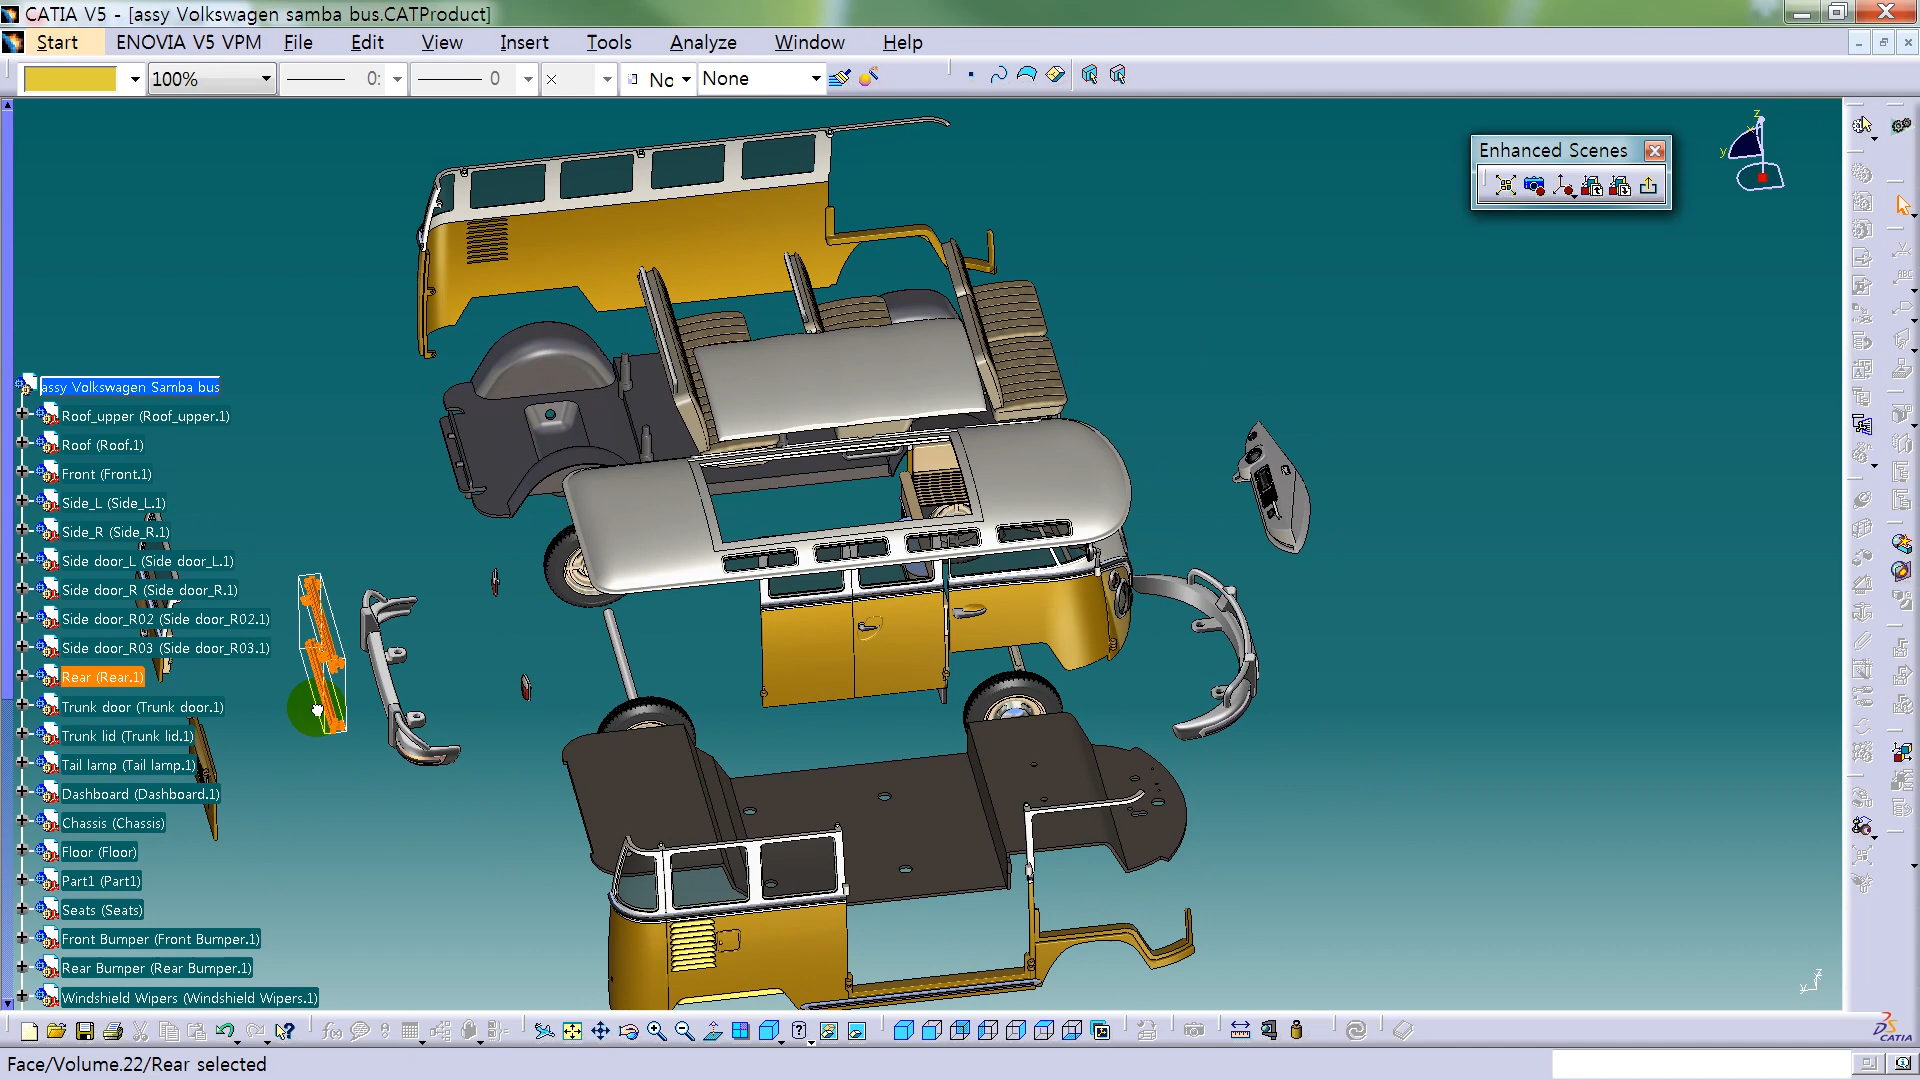 CATIA V5 - [assy Volkswagen samba bus.CATProduct]
Start ENOVIA V5 VPM File Edit View Insert Tools Analyze Window Help
100% 0: 0 × No None
Enhanced Scenes
z
y
assy Volkswagen Samba bus
Roof_upper (Roof_upper.1)
Roof (Roof.1)
Front (Front.1)
Side_L (Side_L.1)
Side_R (Side_R.1)
Side door_L (Side door_L.1)
Side door_R (Side door_R.1)
Side door_R02 (Side door_R02.1)
Side door_R03 (Side door_R03.1)
Rear (Rear.1)
Trunk door (Trunk door.1)
Trunk lid (Trunk lid.1)
Tail lamp (Tail lamp.1)
Dashboard (Dashboard.1)
Chassis (Chassis)
Floor (Floor)
Part1 (Part1)
Seats (Seats)
Front Bumper (Front Bumper.1)
Rear Bumper (Rear Bumper.1)
Windshield Wipers (Windshield Wipers.1)
z
y
CATIA
Face/Volume.22/Rear selected